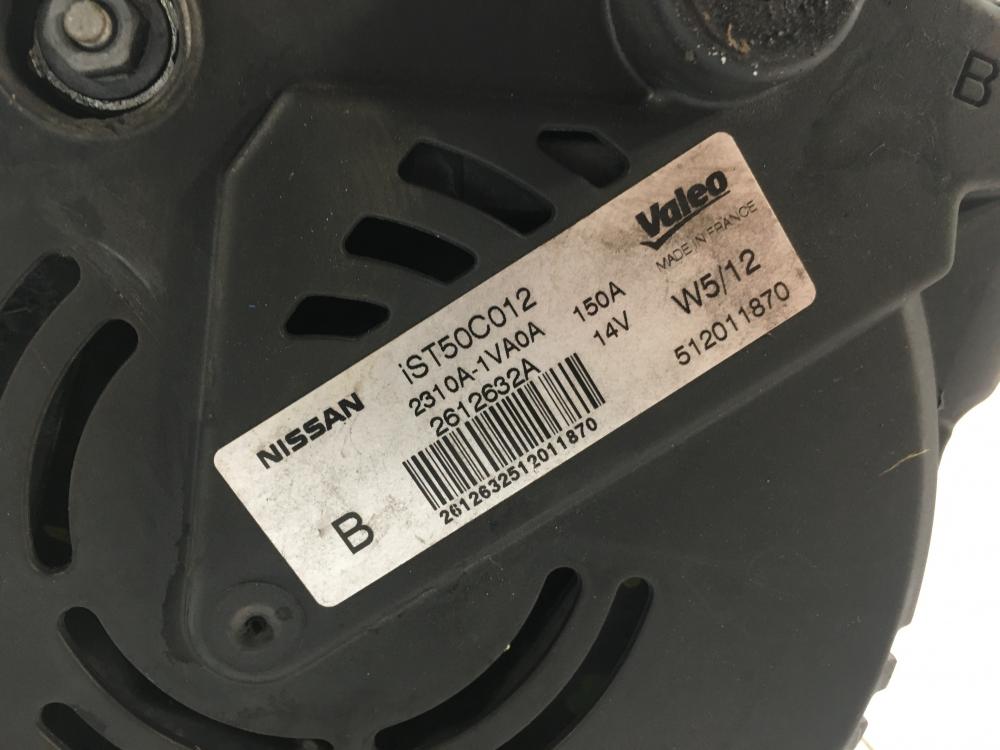 B
Valeo
MADE IN FRANCE
NISSAN
iST50C012
2310A-1VA0A 150A
2612632A 14V
W5/12
512011870
2612632512011870
B